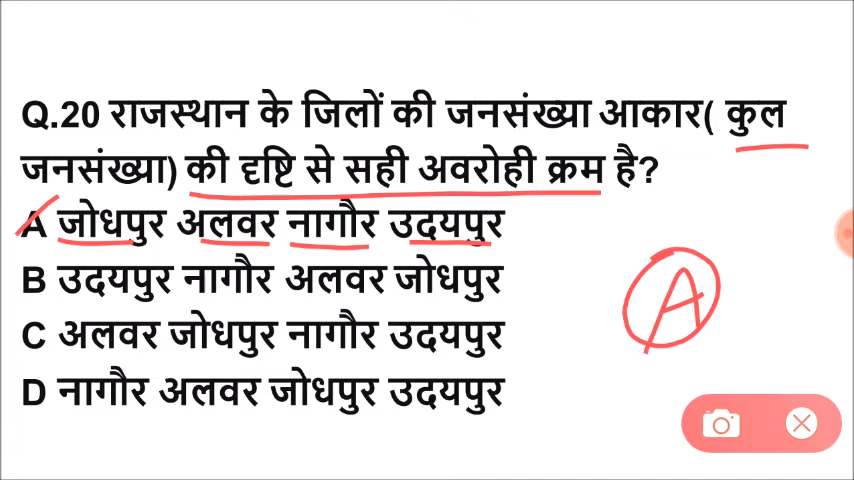 Q.20 राजस्थान के जिलों की जनसंख्या आकार( कुल
जनसंख्या) की दृष्टि से सही अवरोही क्रम है?
A जोधपुर अलवर नागौर उदयपुर
B उदयपुर नागौर अलवर जोधपुर
C अलवर जोधपुर नागौर उदयपुर
D नागौर अलवर जोधपुर उदयपुर
A